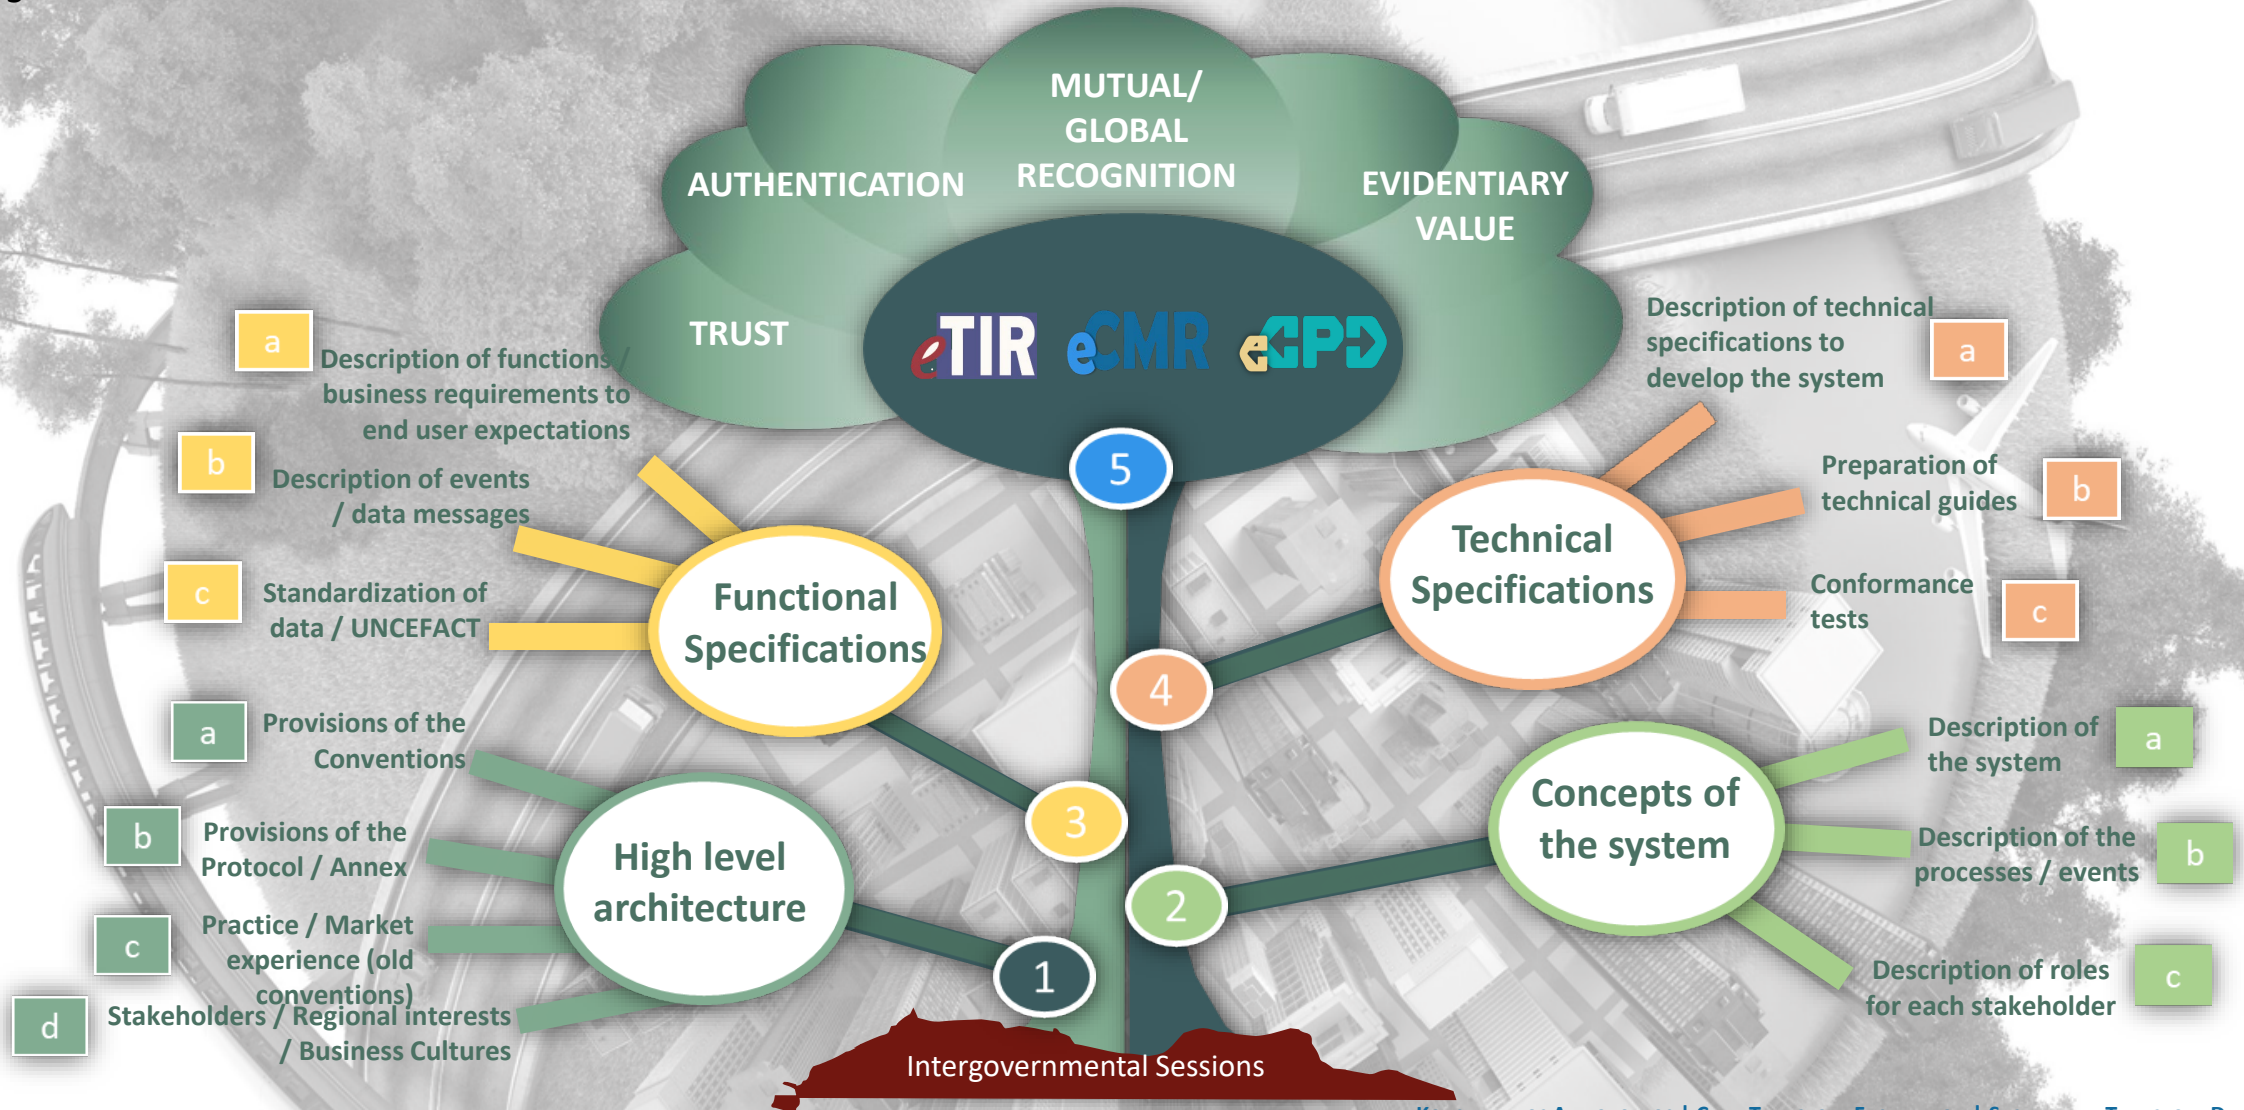 MUTUAL/
GLOBAL
RECOGNITION
AUTHENTICATION
EVIDENTIARY
VALUE
TRUST
eTIR
eCMR
eCPD
5
a
Description of functions /
business requirements to
end user expectations
b
Description of events
/ data messages
c
Standardization of
data / UNCEFACT
Functional
Specifications
3
Description of technical
specifications to
develop the system
a
Preparation of
technical guides
b
Conformance
tests
c
Technical
Specifications
4
a
Provisions of the
Conventions
b
Provisions of the
Protocol / Annex
c
Practice / Market
experience (old
conventions)
d
Stakeholders / Regional interests
/ Business Cultures
High level
architecture
1
Description of
the system
a
Description of the
processes / events
b
Description of roles
for each stakeholder
c
Concepts of
the system
2
Intergovernmental Sessions